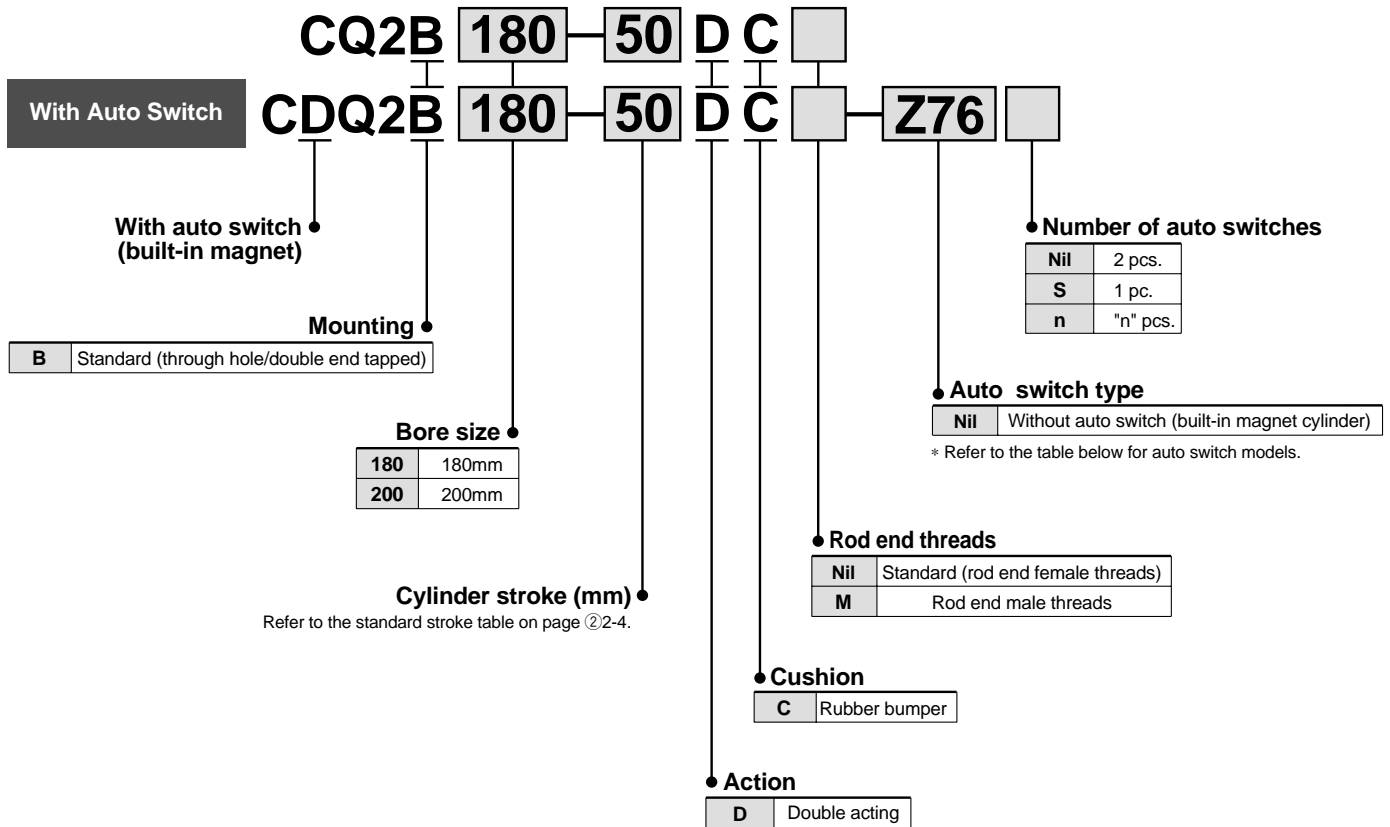 CQ2B 180-50 D C
With Auto Switch
CDQ2B 180-50 D C -Z76
With auto switch
(built-in magnet)
Number of auto switches
Nil 2 pcs.
S 1 pc.
n "n" pcs.
Mounting
B Standard (through hole/double end tapped)
Auto switch type
Nil Without auto switch (built-in magnet cylinder)
* Refer to the table below for auto switch models.
Bore size
180 180mm
200 200mm
Rod end threads
Nil Standard (rod end female threads)
M Rod end male threads
Cylinder stroke (mm)
Refer to the standard stroke table on page ②2-4.
Cushion
C Rubber bumper
Action
D Double acting